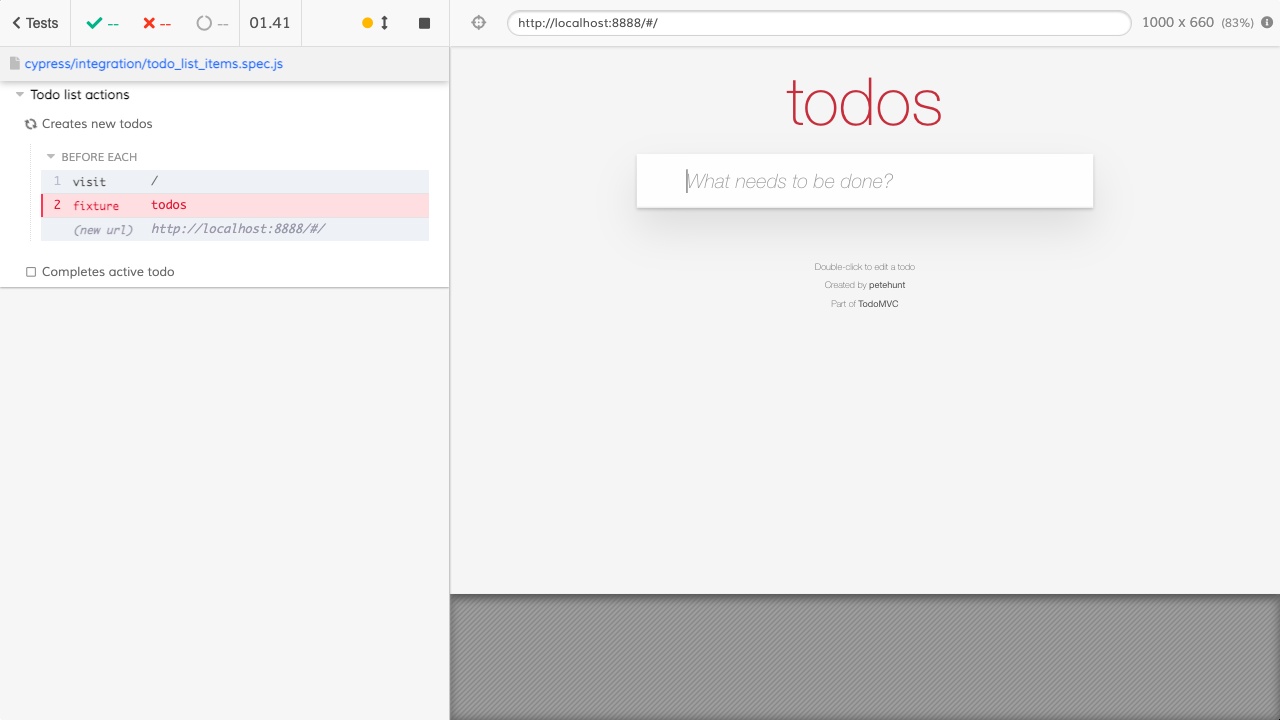 Tests -- -- -- 01.41
http://localhost:8888/#/ 1000 x 660 (83%)
cypress/integration/todo_list_items.spec.js
Todo list actions
Creates new todos
BEFORE EACH
1 visit /
2 fixture todos
(new url) http://localhost:8888/#/
Completes active todo
todos
What needs to be done?
Double-click to edit a todo
Created by petehunt
Part of TodoMVC